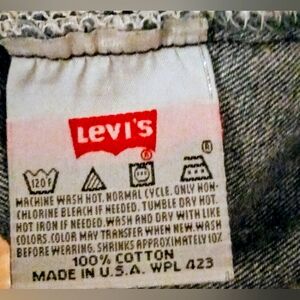 LEVI'S
®
120F
MACHINE WASH HOT. NORMAL CYCLE. ONLY NON-
CHLORINE BLEACH IF NEEDED. TUMBLE DRY HOT.
HOT IRON IF NEEDED. WASH AND DRY WITH LIKE
COLORS. COLOR MAY TRANSFER WHEN NEW. WASH
BEFORE WEARING. SHRINKS APPROXIMATELY 10%
100% COTTON
MADE IN U.S.A. WPL 423